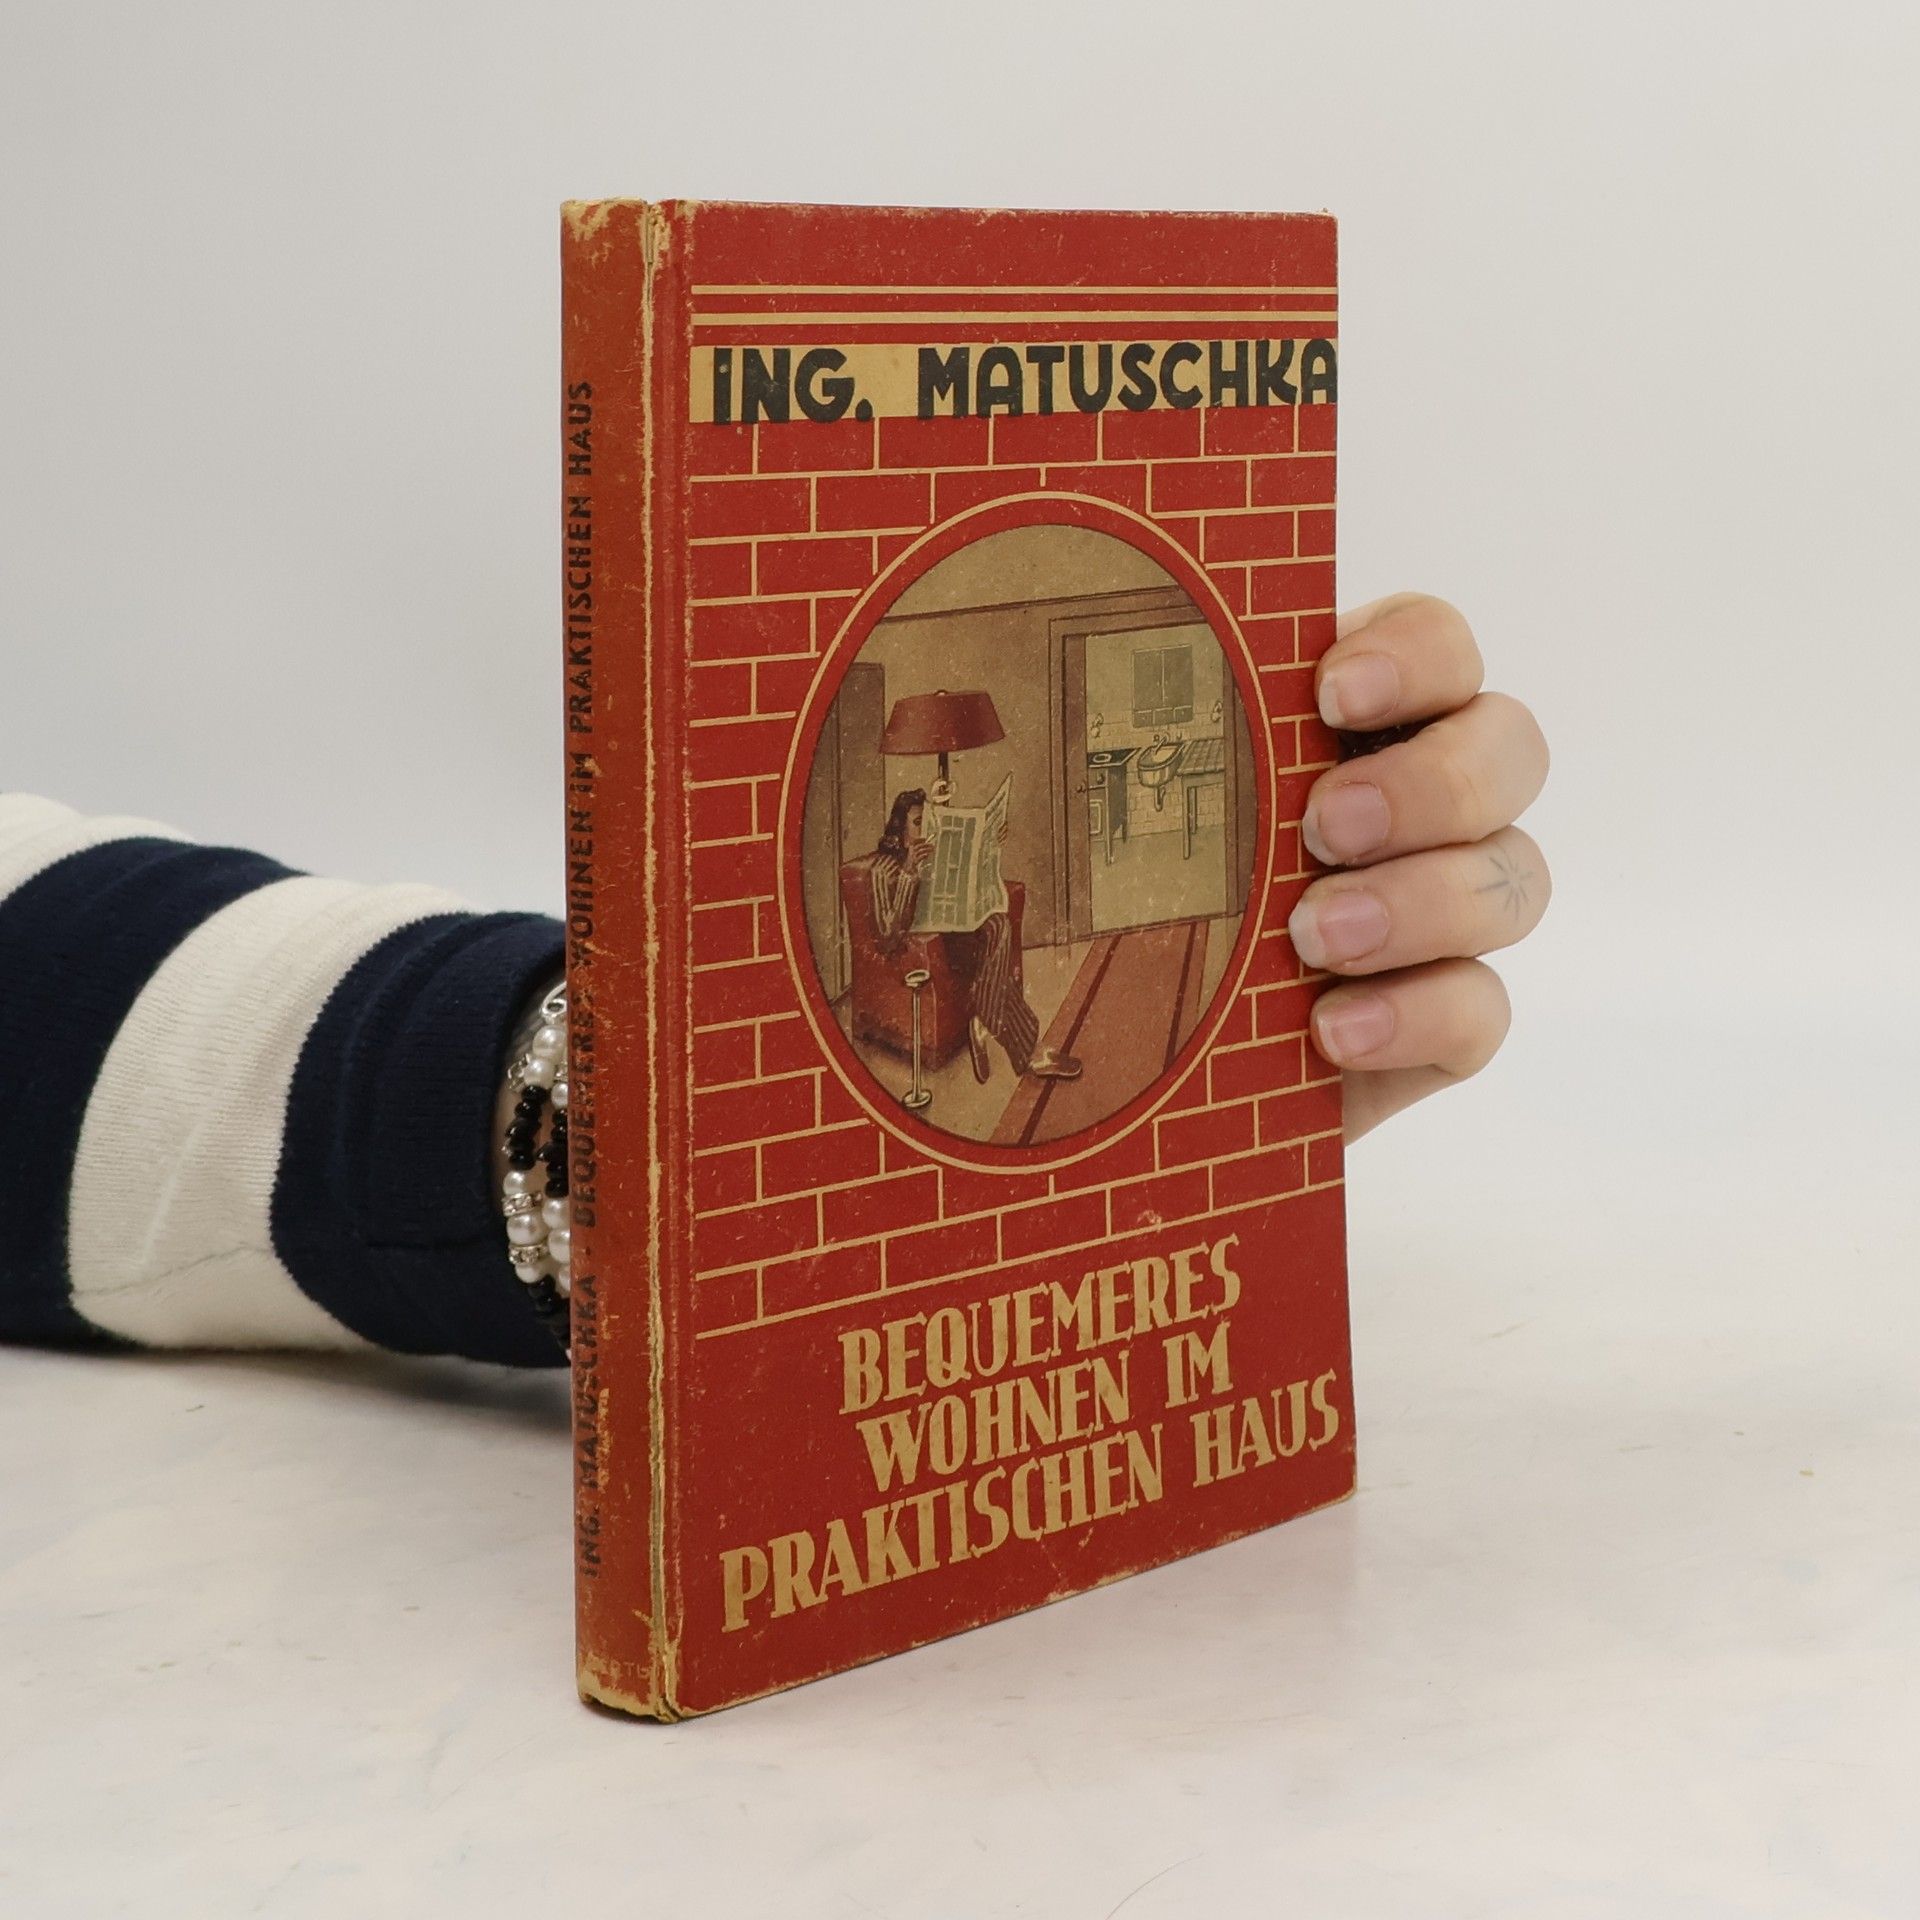 ING. MATUSCHKA
BEQUEMERES
WOHNEN IM
PRAKTISCHEN HAUS
ING. MATUSCHKA · BEQUEMERES WOHNEN IM PRAKTISCHEN HAUS